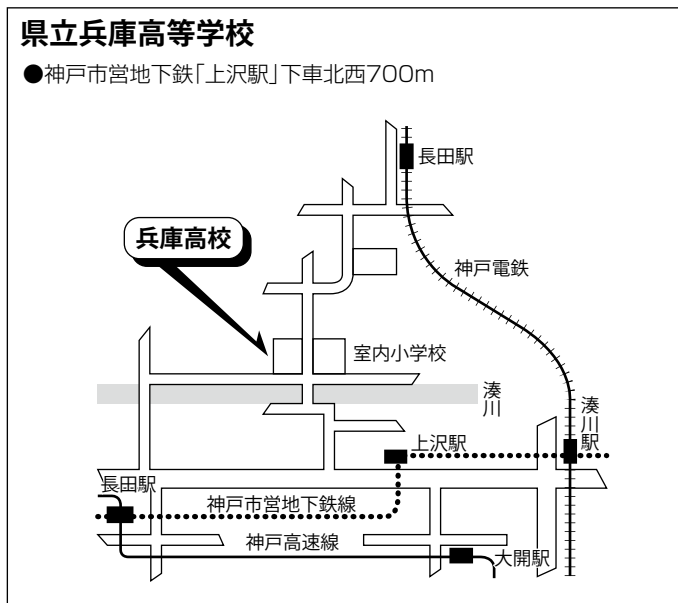 県立兵庫高等学校
●神戸市営地下鉄｢上沢駅｣下車北西700m
長田駅
兵庫高校
神戸電鉄
室内小学校
湊川
湊川駅
上沢駅
長田駅
神戸市営地下鉄線
神戸高速線
大開駅